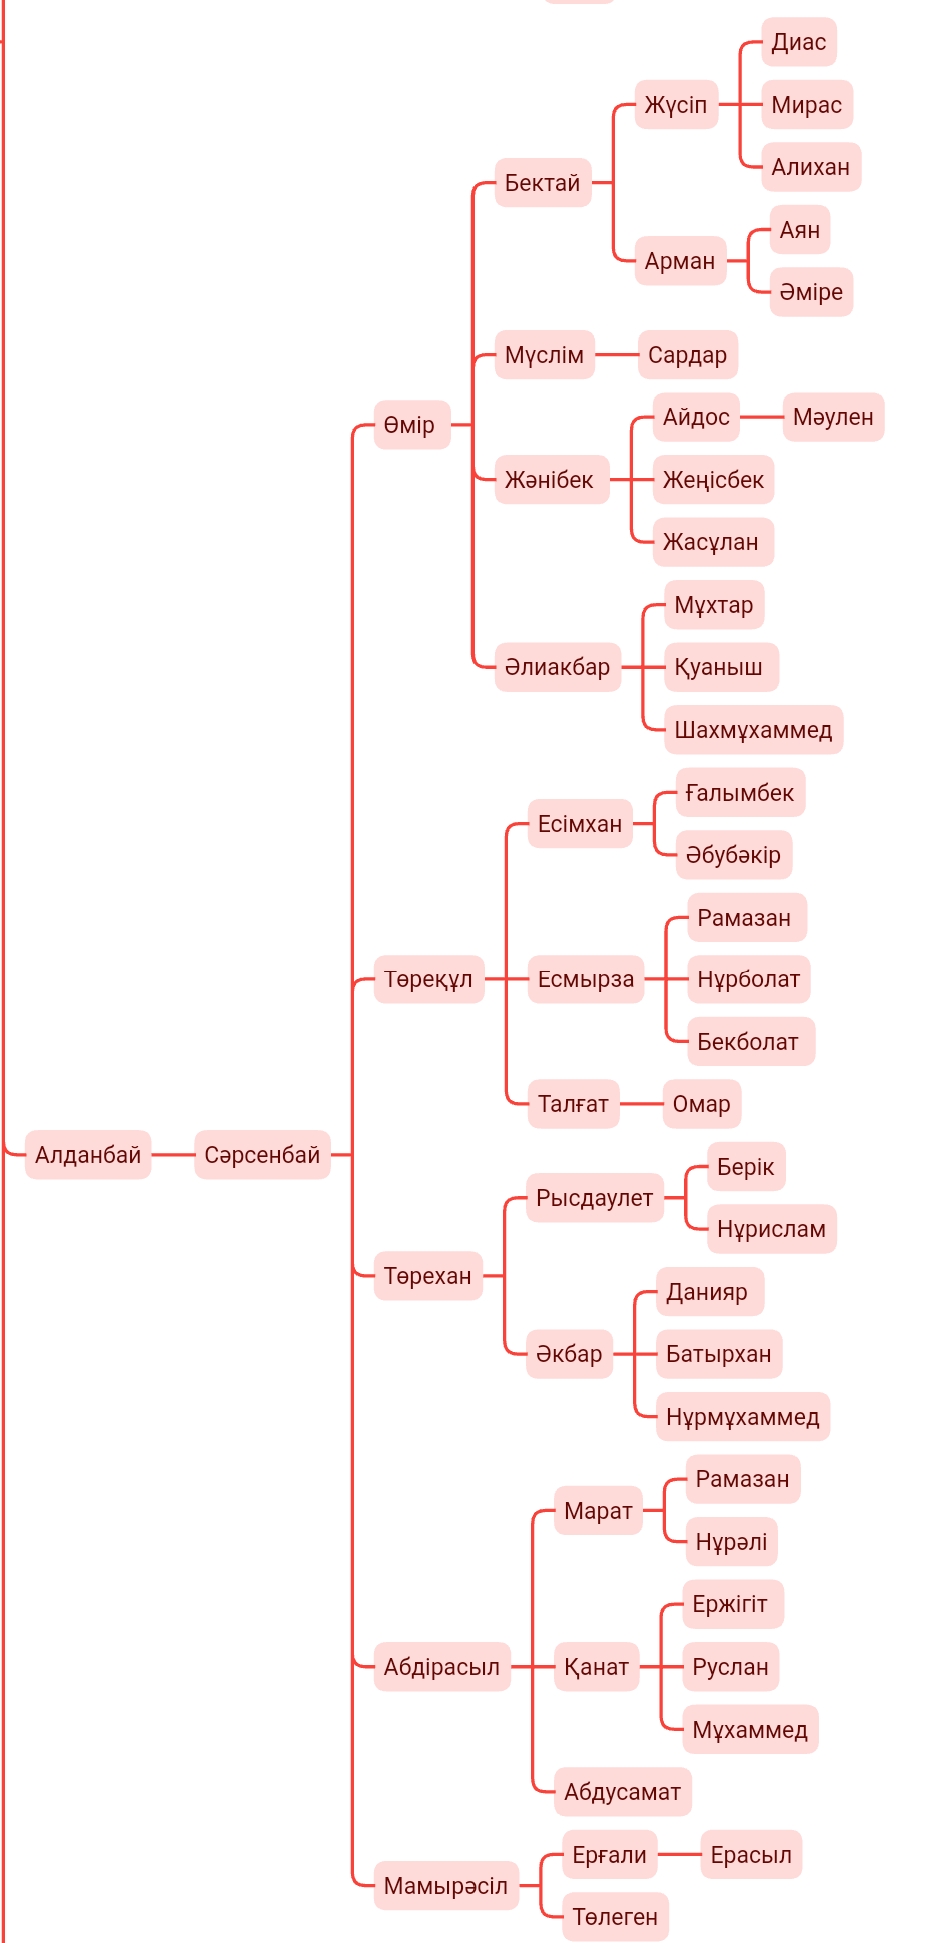 Диас
Жүсіп
Мирас
Алихан
Бектай
Аян
Арман
Әміре
Мүслім
Сардар
Өмір
Айдос
Мәулен
Жәнібек
Жеңісбек
Жасұлан
Мұхтар
Әлиакбар
Қуаныш
Шахмұхаммед
Ғалымбек
Есімхан
Әбубәкір
Рамазан
Төреқұл
Есмырза
Нұрболат
Бекболат
Талғат
Омар
Алданбай
Сәрсенбай
Берік
Рысдаулет
Нұрислам
Төрехан
Данияр
Әкбар
Батырхан
Нұрмұхаммед
Рамазан
Марат
Нұрәлі
Ержігіт
Абдірасыл
Қанат
Руслан
Мұхаммед
Абдусамат
Ерғали
Ерасыл
Мамырәсіл
Төлеген